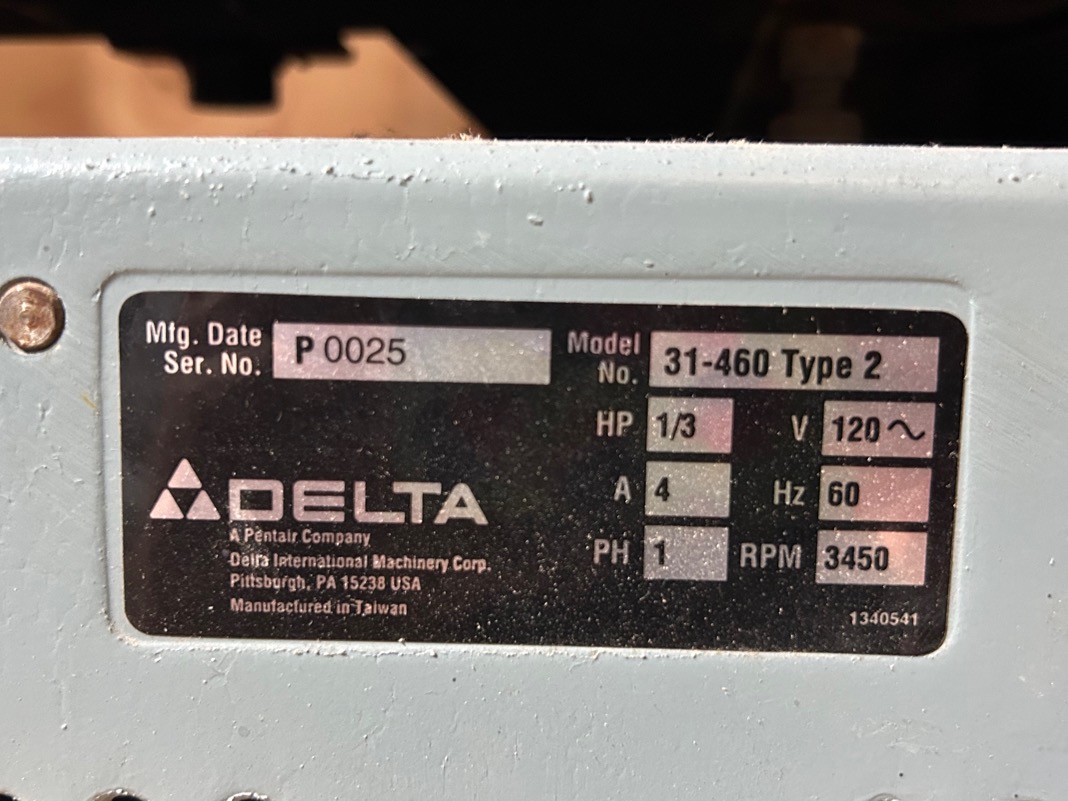 Mfg. Date
Ser. No.
P 0025
Model
No.
31-460 Type 2
HP 1/3 V 120~
A 4 Hz 60
PH 1 RPM 3450
DELTA
A Pentair Company
Delta International Machinery Corp.
Pittsburgh, PA 15238 USA
Manufactured in Taiwan
1340541